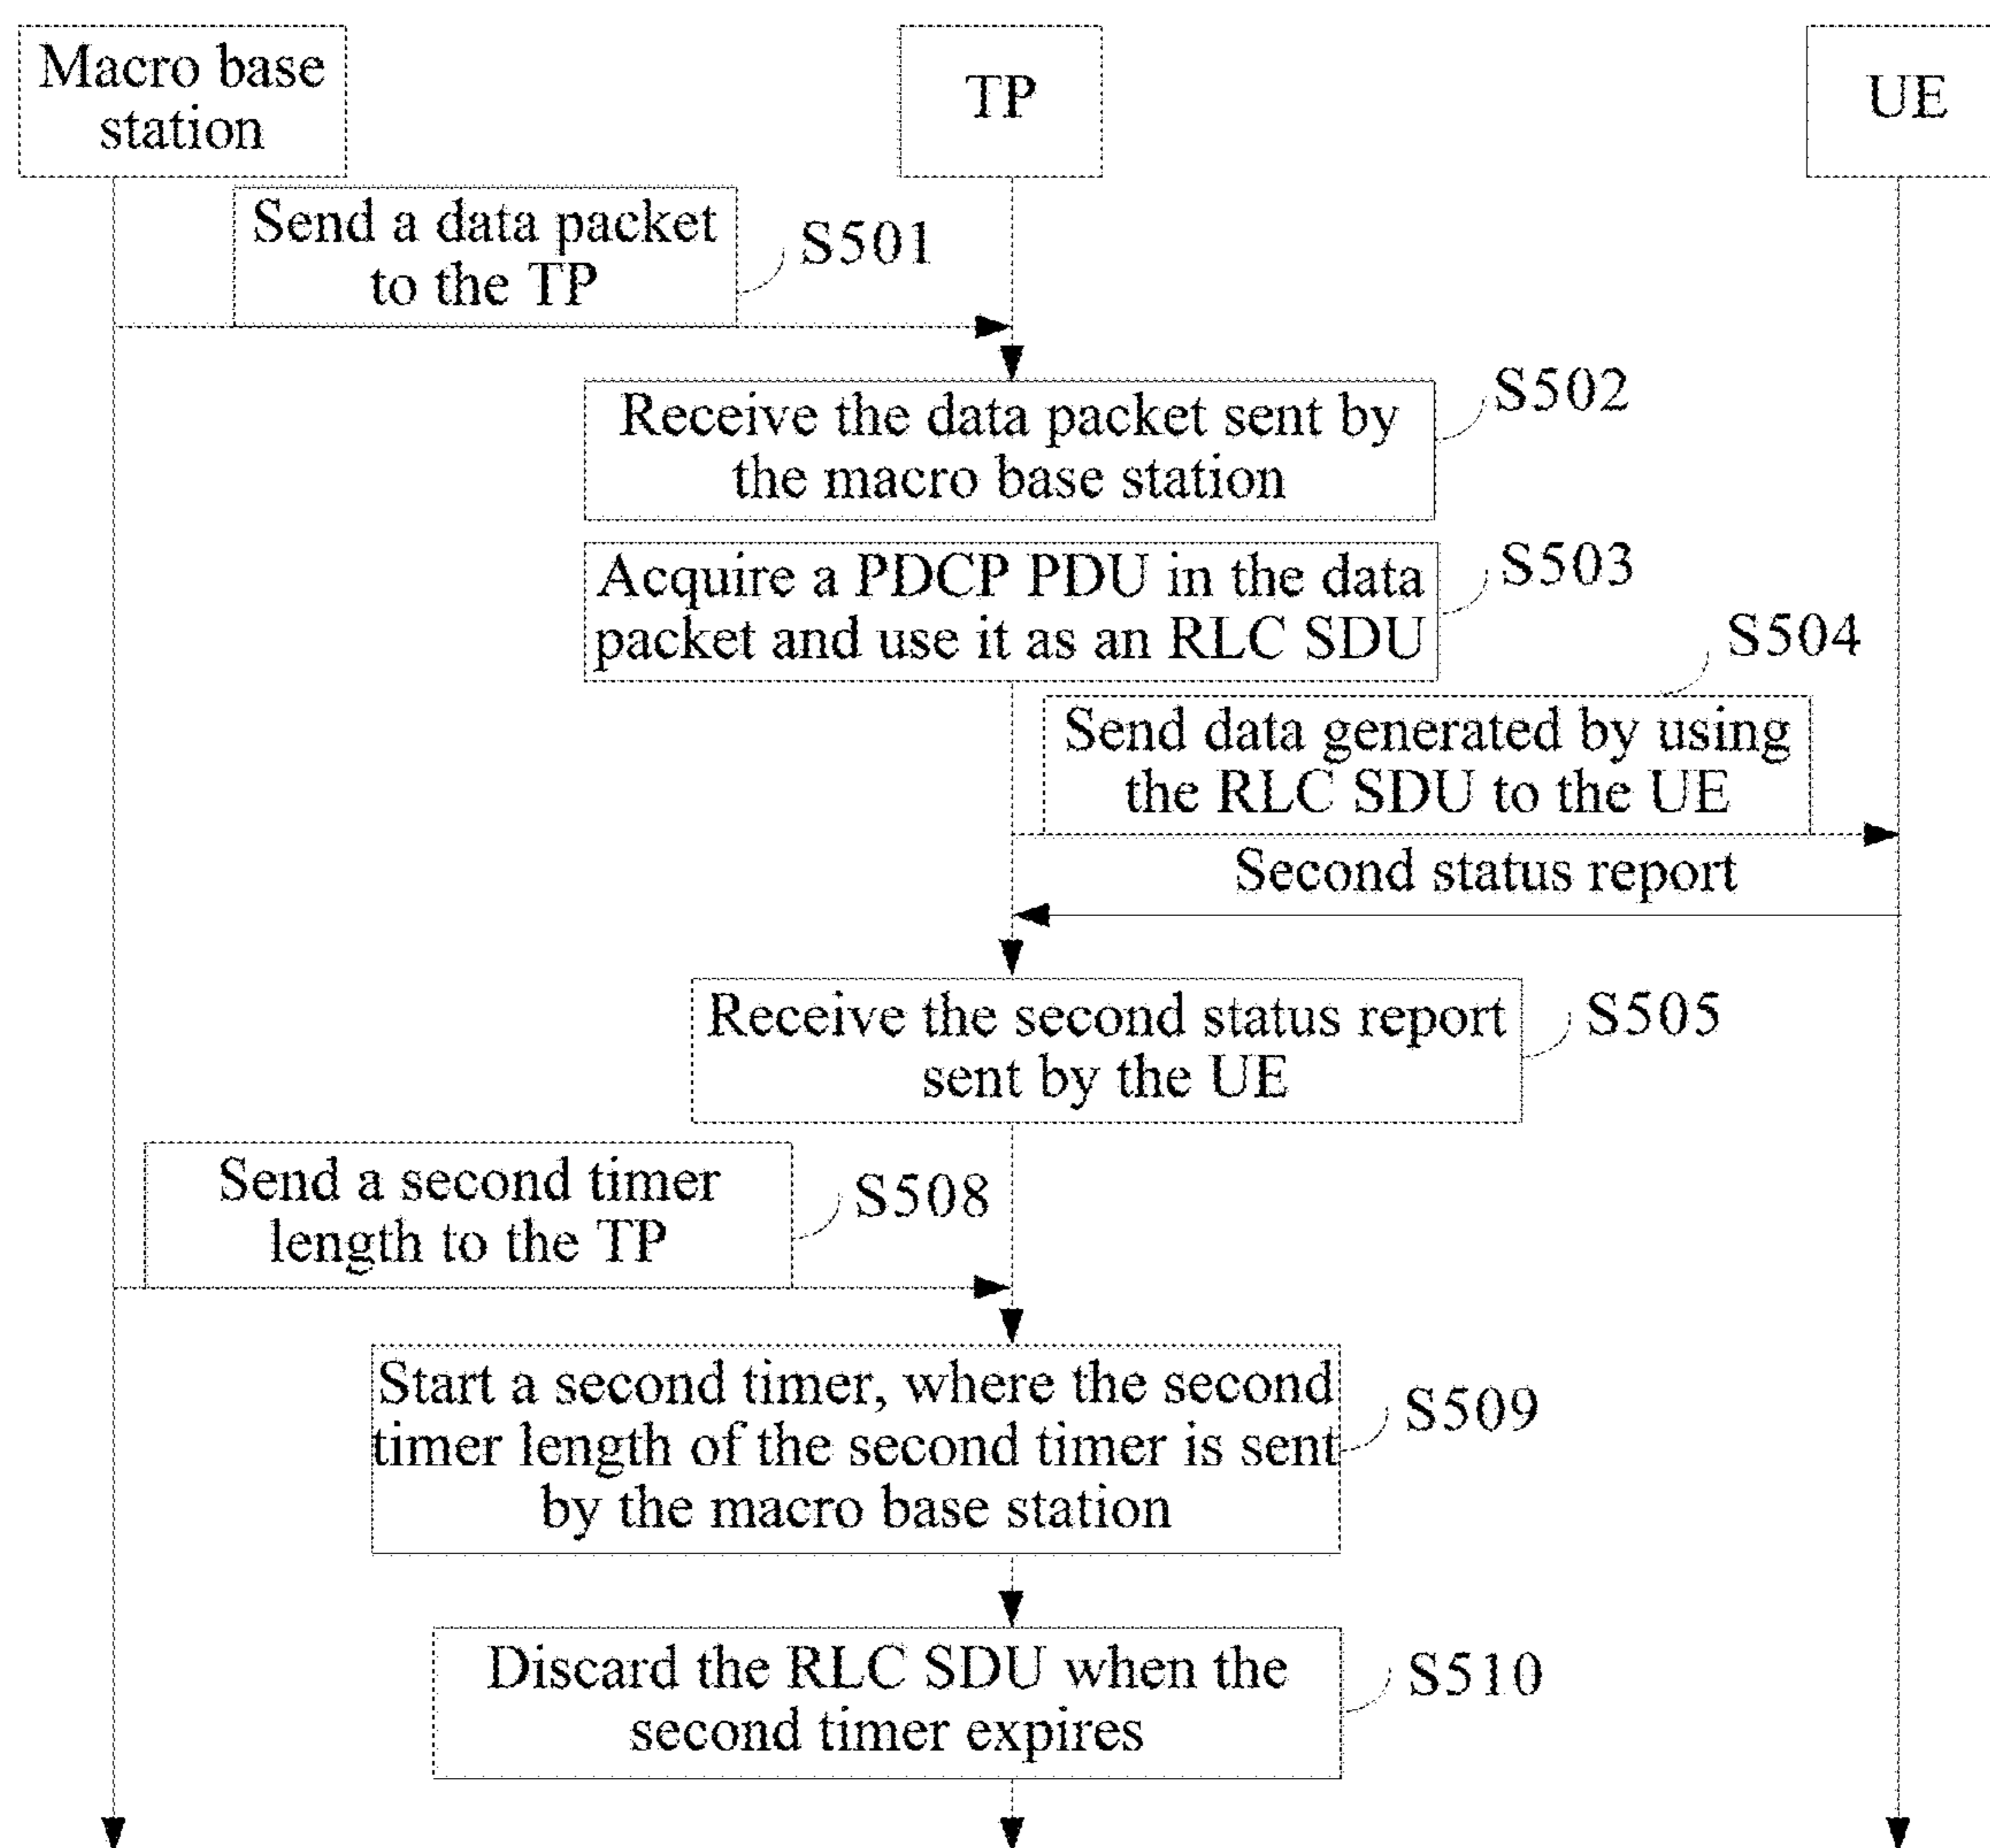 Macro base
station
TP
UE
Send a data packet
to the TP
S501
Receive the data packet sent by
the macro base station
S502
Acquire a PDCP PDU in the data
packet and use it as an RLC SDU
S503
S504
Send data generated by using
the RLC SDU to the UE
Second status report
Receive the second status report
sent by the UE
S505
Send a second timer
length to the TP
S508
Start a second timer, where the second
timer length of the second timer is sent
by the macro base station
S509
Discard the RLC SDU when the
second timer expires
S510